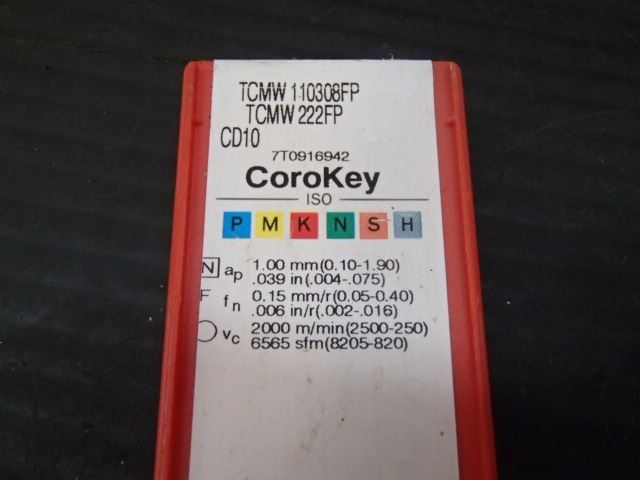 TCMW 110308FP
TCMW 222FP
CD10
7T0916942
CoroKey
ISO
P M K N S H
N ap 1.00 mm(0.10-1.90)
.039 in(.004-.075)
F fn 0.15 mm/r(0.05-0.40)
.006 in/r(.002-.016)
vc 2000 m/min(2500-250)
6565 sfm(8205-820)